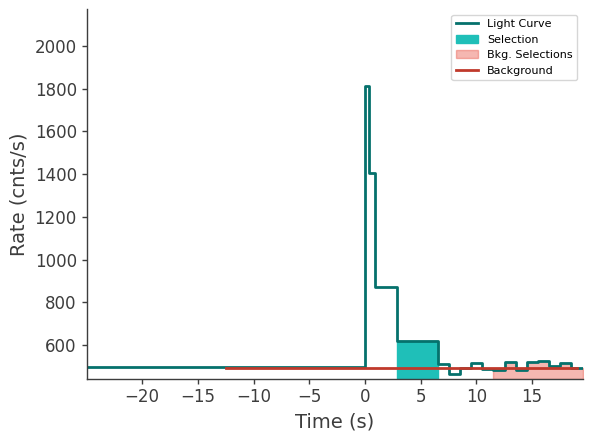 Light Curve
Selection
Bkg. Selections
Background
2000
1800
1600
1400
1200
1000
800
600
Rate (cnts/s)
−20 −15 −10 −5 0 5 10 15
Time (s)